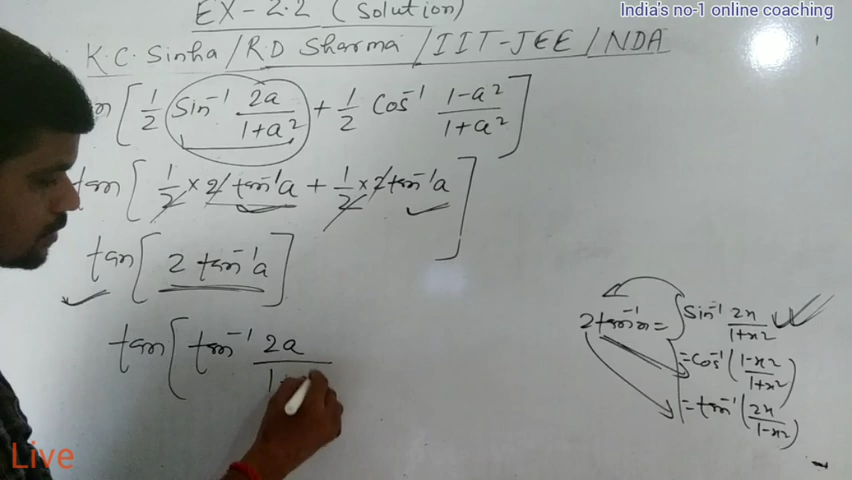 India's no-1 online coaching
EX-2.2 (Solution)
K.C. Sinha/R.D Sharma/IIT-JEE/NDA
[1/2 Sin⁻¹ 2a/1+a² + 1/2 Cos⁻¹ 1-a²/1+a²]
tan[1/2 × 2 tan⁻¹a + 1/2 × 2 tan⁻¹a]
tan[2 tan⁻¹a]
tan[tan⁻¹ 2a/1-
2 tan⁻¹x = { Sin⁻¹ 2x/1+x²
= Cos⁻¹ (1-x²/1+x²)
= tan⁻¹ (2x/1-x²)
Live